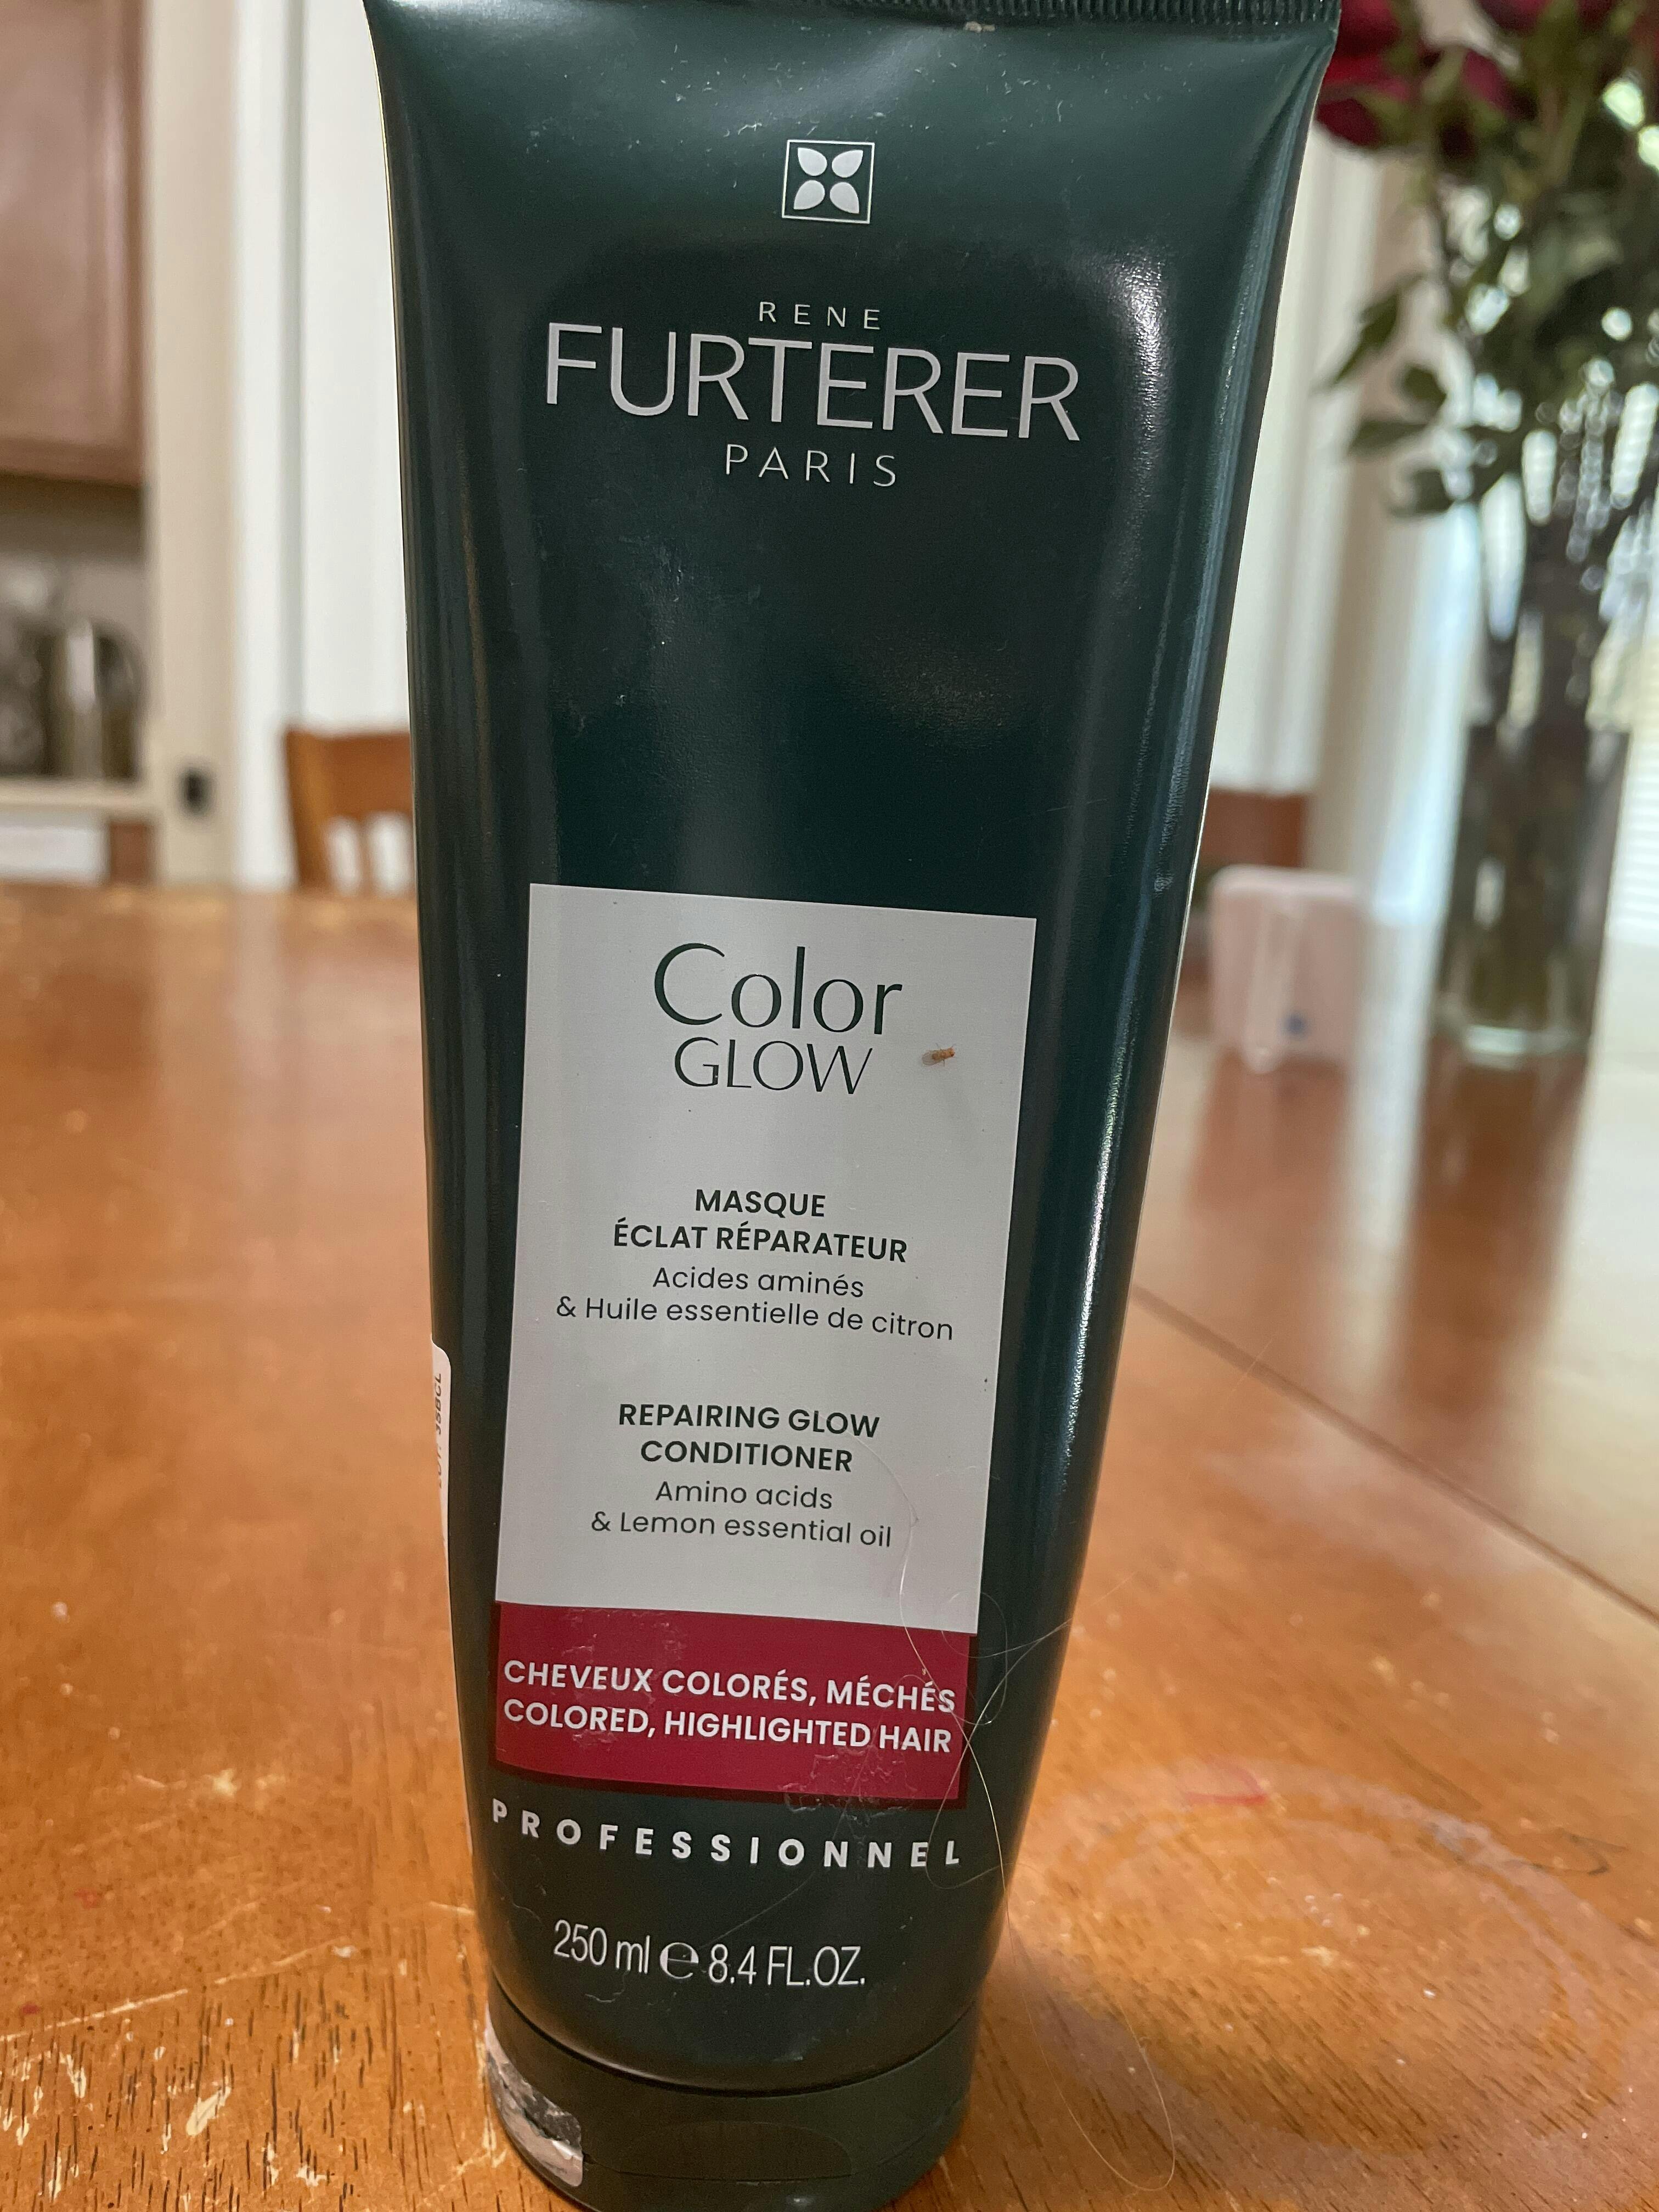 RENE
FURTERER
PARIS
Color
GLOW
MASQUE
ÉCLAT RÉPARATEUR
Acides aminés
& Huile essentielle de citron
REPAIRING GLOW
CONDITIONER
Amino acids
& Lemon essential oil
CHEVEUX COLORÉS, MÉCHÉS
COLORED, HIGHLIGHTED HAIR
PROFESSIONNEL
250 ml ℮ 8.4 FL.OZ.